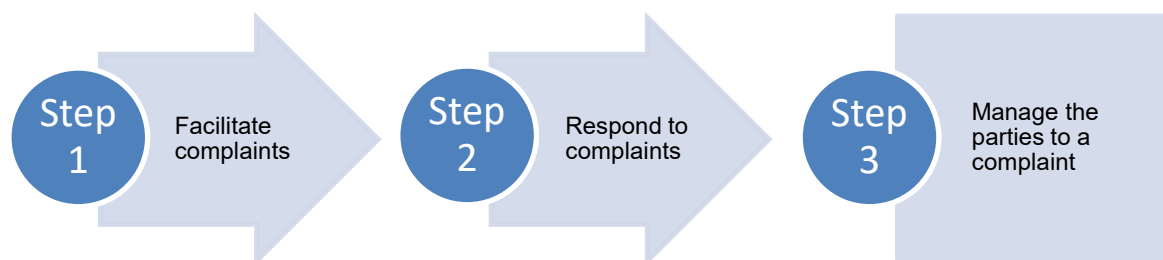 Step
1
Facilitate
complaints
Step
2
Respond to
complaints
Step
3
Manage the
parties to a
complaint